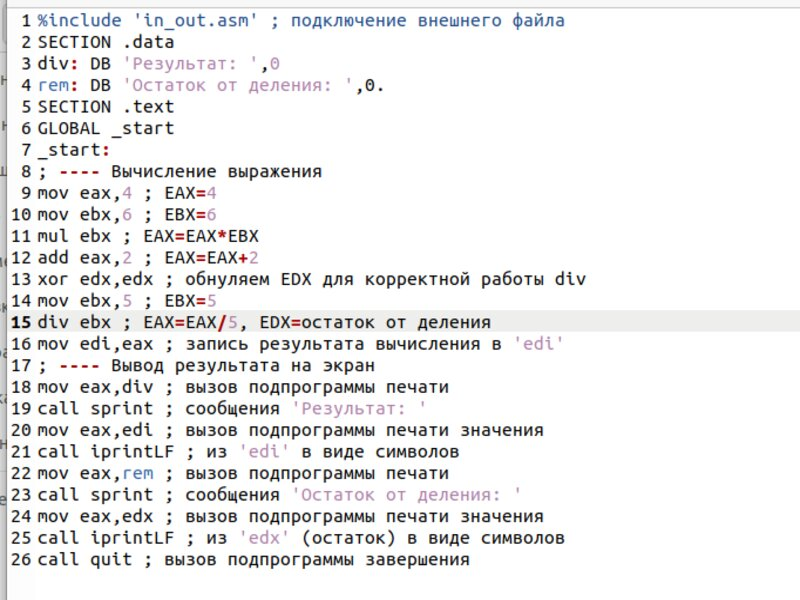 1 %include 'in_out.asm' ; подключение внешнего файла
2 SECTION .data
3 div: DB 'Результат: ',0
4 rem: DB 'Остаток от деления: ',0.
5 SECTION .text
6 GLOBAL _start
7 _start:
8 ; ---- Вычисление выражения
9 mov eax,4 ; EAX=4
10 mov ebx,6 ; EBX=6
11 mul ebx ; EAX=EAX*EBX
12 add eax,2 ; EAX=EAX+2
13 xor edx,edx ; обнуляем EDX для корректной работы div
14 mov ebx,5 ; EBX=5
15 div ebx ; EAX=EAX/5, EDX=остаток от деления
16 mov edi,eax ; запись результата вычисления в 'edi'
17 ; ---- Вывод результата на экран
18 mov eax,div ; вызов подпрограммы печати
19 call sprint ; сообщения 'Результат: '
20 mov eax,edi ; вызов подпрограммы печати значения
21 call iprintLF ; из 'edi' в виде символов
22 mov eax,rem ; вызов подпрограммы печати
23 call sprint ; сообщения 'Остаток от деления: '
24 mov eax,edx ; вызов подпрограммы печати значения
25 call iprintLF ; из 'edx' (остаток) в виде символов
26 call quit ; вызов подпрограммы завершения